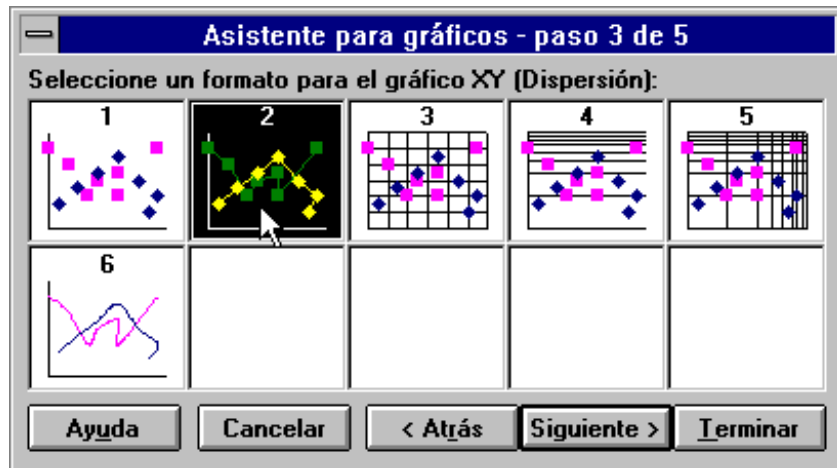 Asistente para gráficos - paso 3 de 5
Seleccione un formato para el gráfico XY (Dispersión):
1 2 3 4 5
6
Ayuda Cancelar < Atrás Siguiente > Terminar